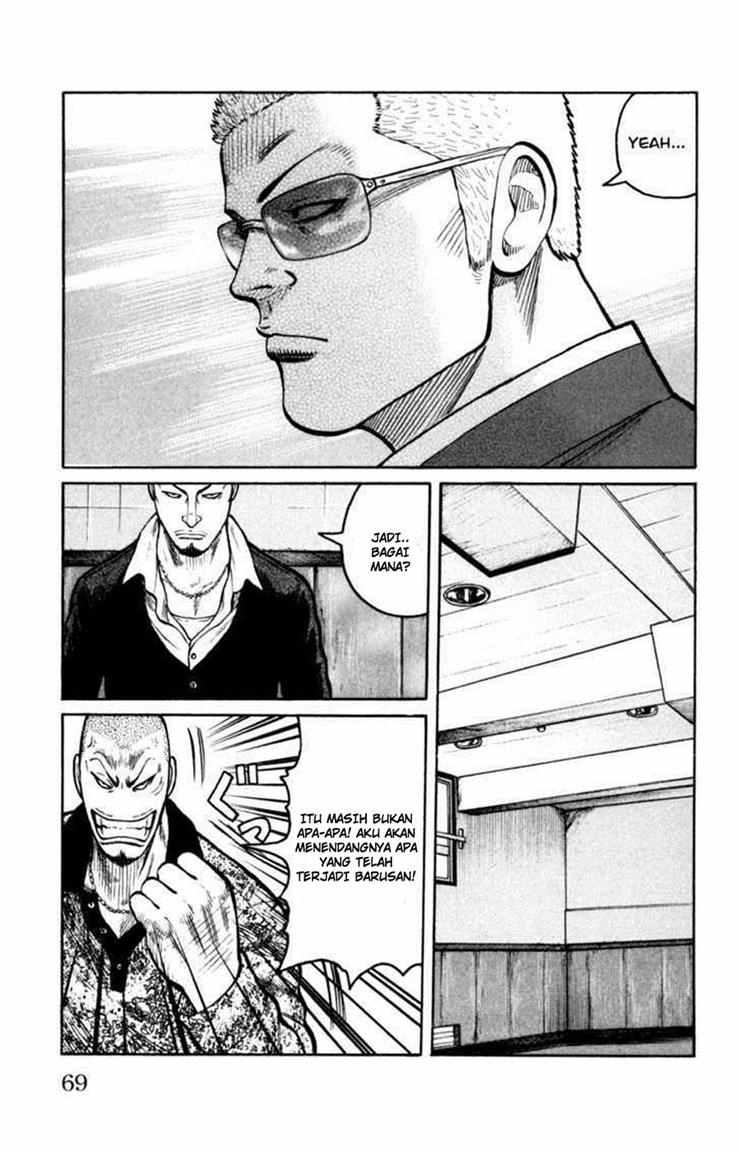 YEAH...
JADI..
BAGAI
MANA?
ITU MASIH BUKAN
APA-APA! AKU AKAN
MENENDANGNYA APA
YANG TELAH
TERJADI BARUSAN!
69